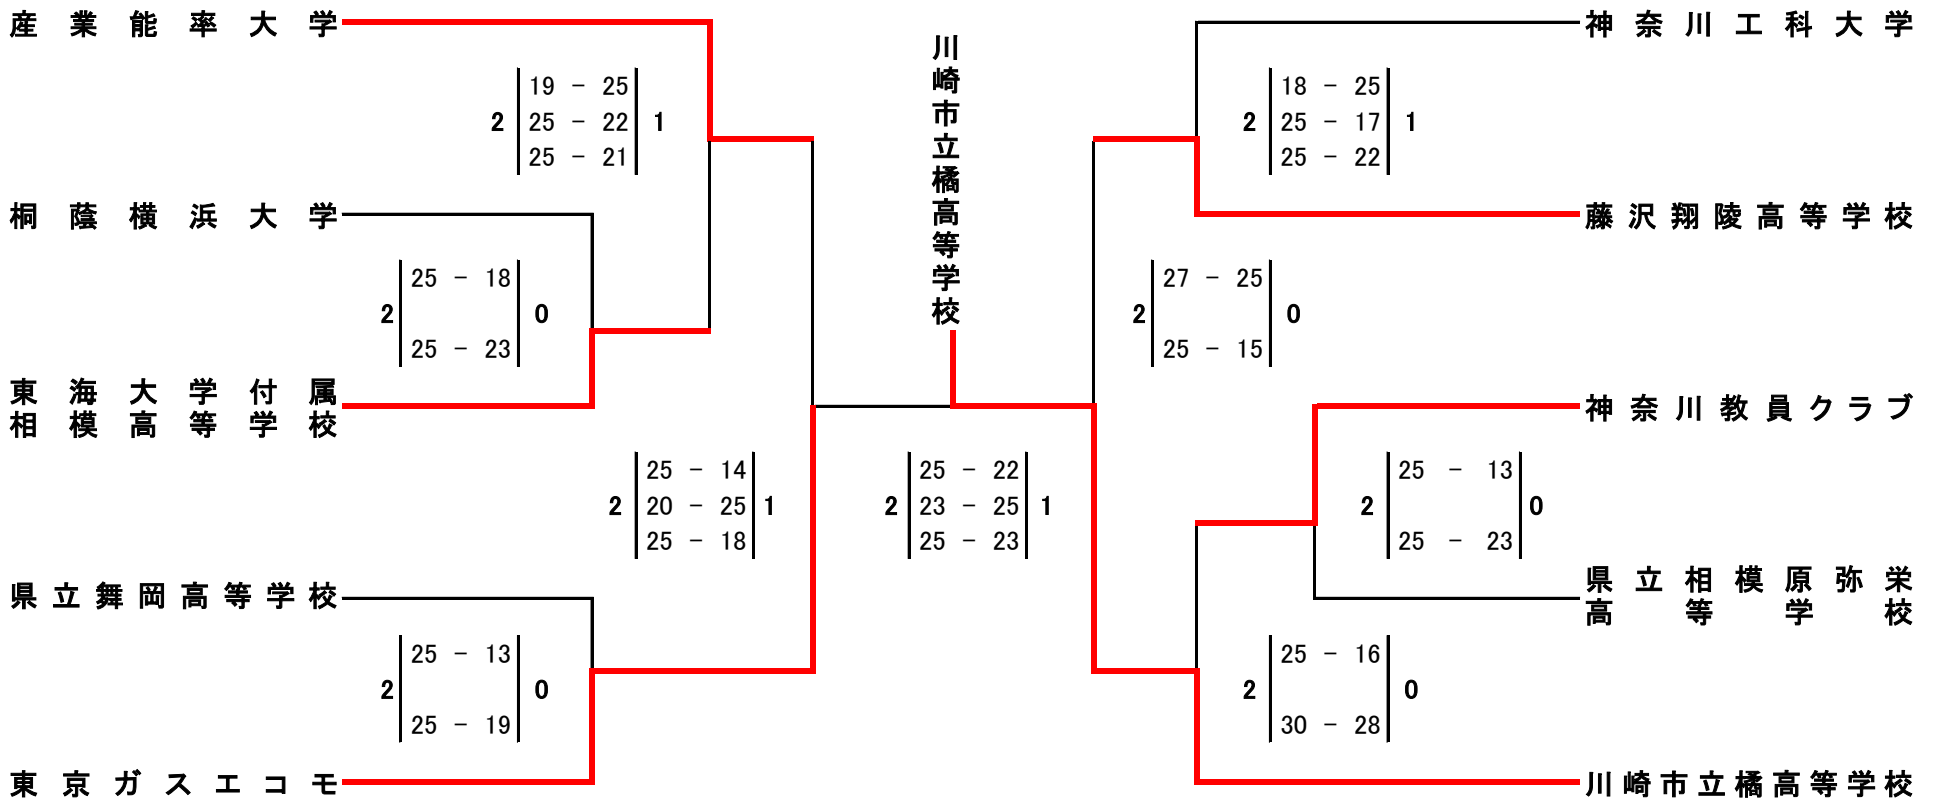 産業能率大学
19 - 25
2 25 - 22 1
25 - 21
桐蔭横浜大学
25 - 18
2 0
25 - 23
東海大学付属
相模高等学校
25 - 14
2 20 - 25 1
25 - 18
県立舞岡高等学校
25 - 13
2 0
25 - 19
東京ガスエコモ
川崎市立橘高等学校
25 - 22
2 23 - 25 1
25 - 23
神奈川工科大学
18 - 25
2 25 - 17 1
25 - 22
藤沢翔陵高等学校
27 - 25
2 0
25 - 15
神奈川教員クラブ
25 - 13
2 0
25 - 23
県立相模原弥栄
高等学校
25 - 16
2 0
30 - 28
川崎市立橘高等学校